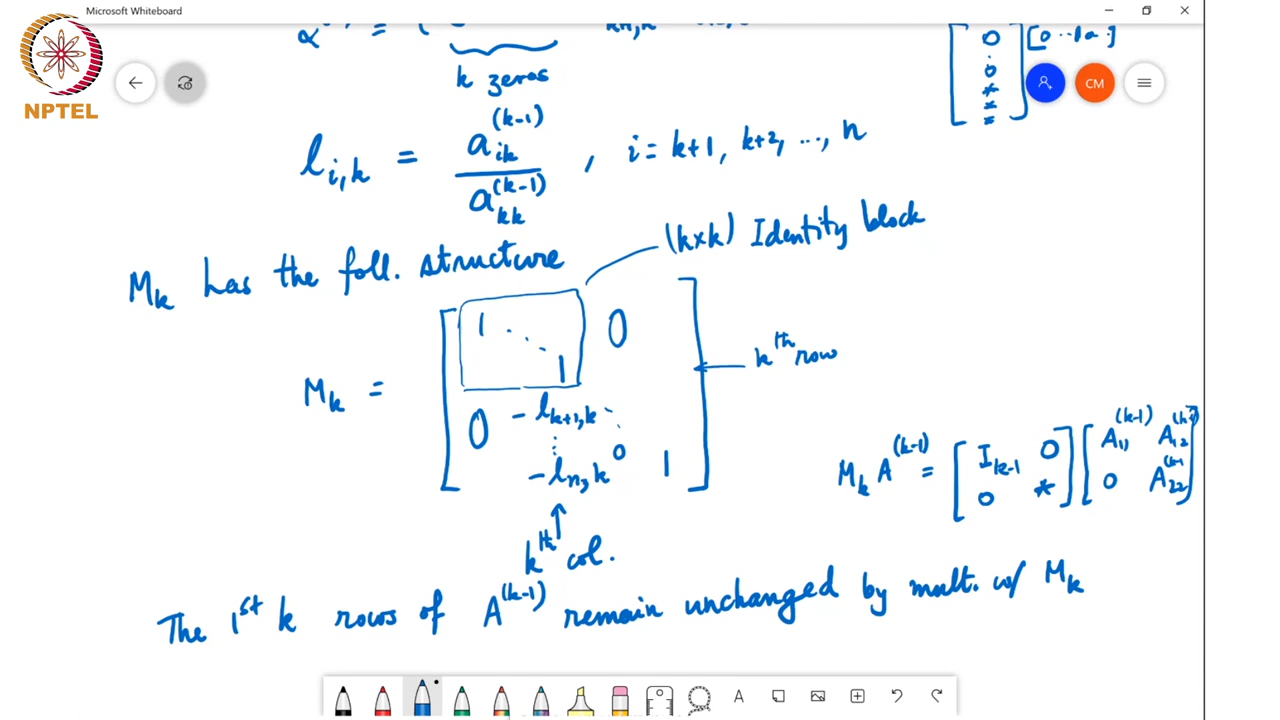 Microsoft Whiteboard
NPTEL
CM
k zeros
l_{i,k} = a_{ik}^{(k-1)} / a_{kk}^{(k-1)} , i = k+1, k+2, ..., n
M_k has the foll. structure
(k×k) Identity block
M_k = [ 1 ⋱ 1 0
0 -l_{k+1,k} ⋱
⋮
-l_{n,k} 0 1 ]
← k^{th} row
↑
k^{th} col.
M_k A^{(k-1)} = [ I_{k-1} 0
0 * ] [ A_{11}^{(k-1)} A_{12}^{(k-1)}
0 A_{22}^{(k-1)} ]
The 1^{st} k rows of A^{(k-1)} remain unchanged by mult. w/ M_k